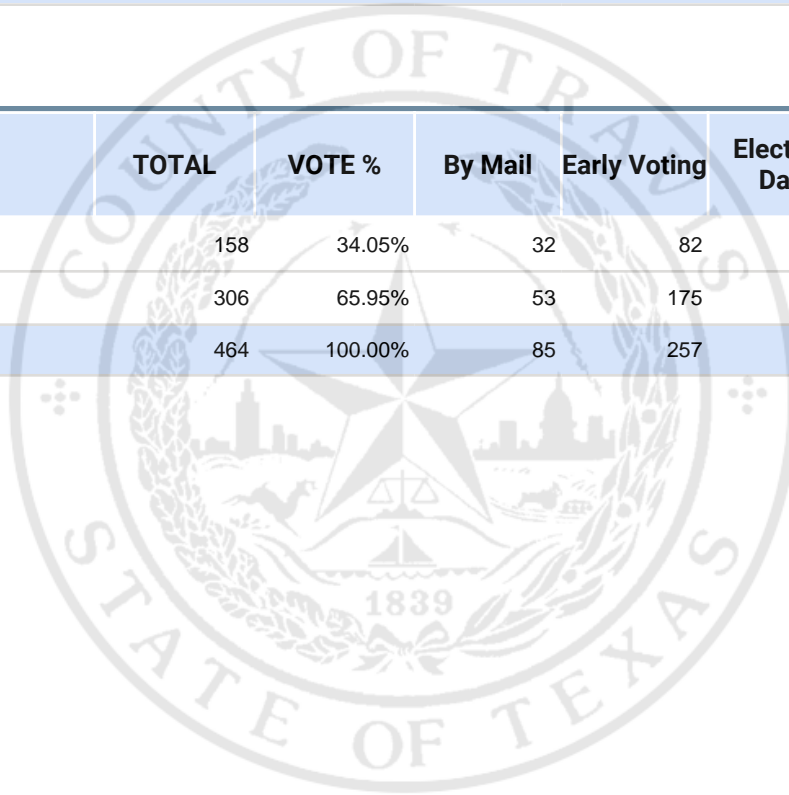 COUNTY OF TRAVIS
TOTAL VOTE % By Mail Early Voting
158 34.05% 32 82
306 65.95% 53 175
464 100.00% 85 257
1839
STATE OF TEXAS